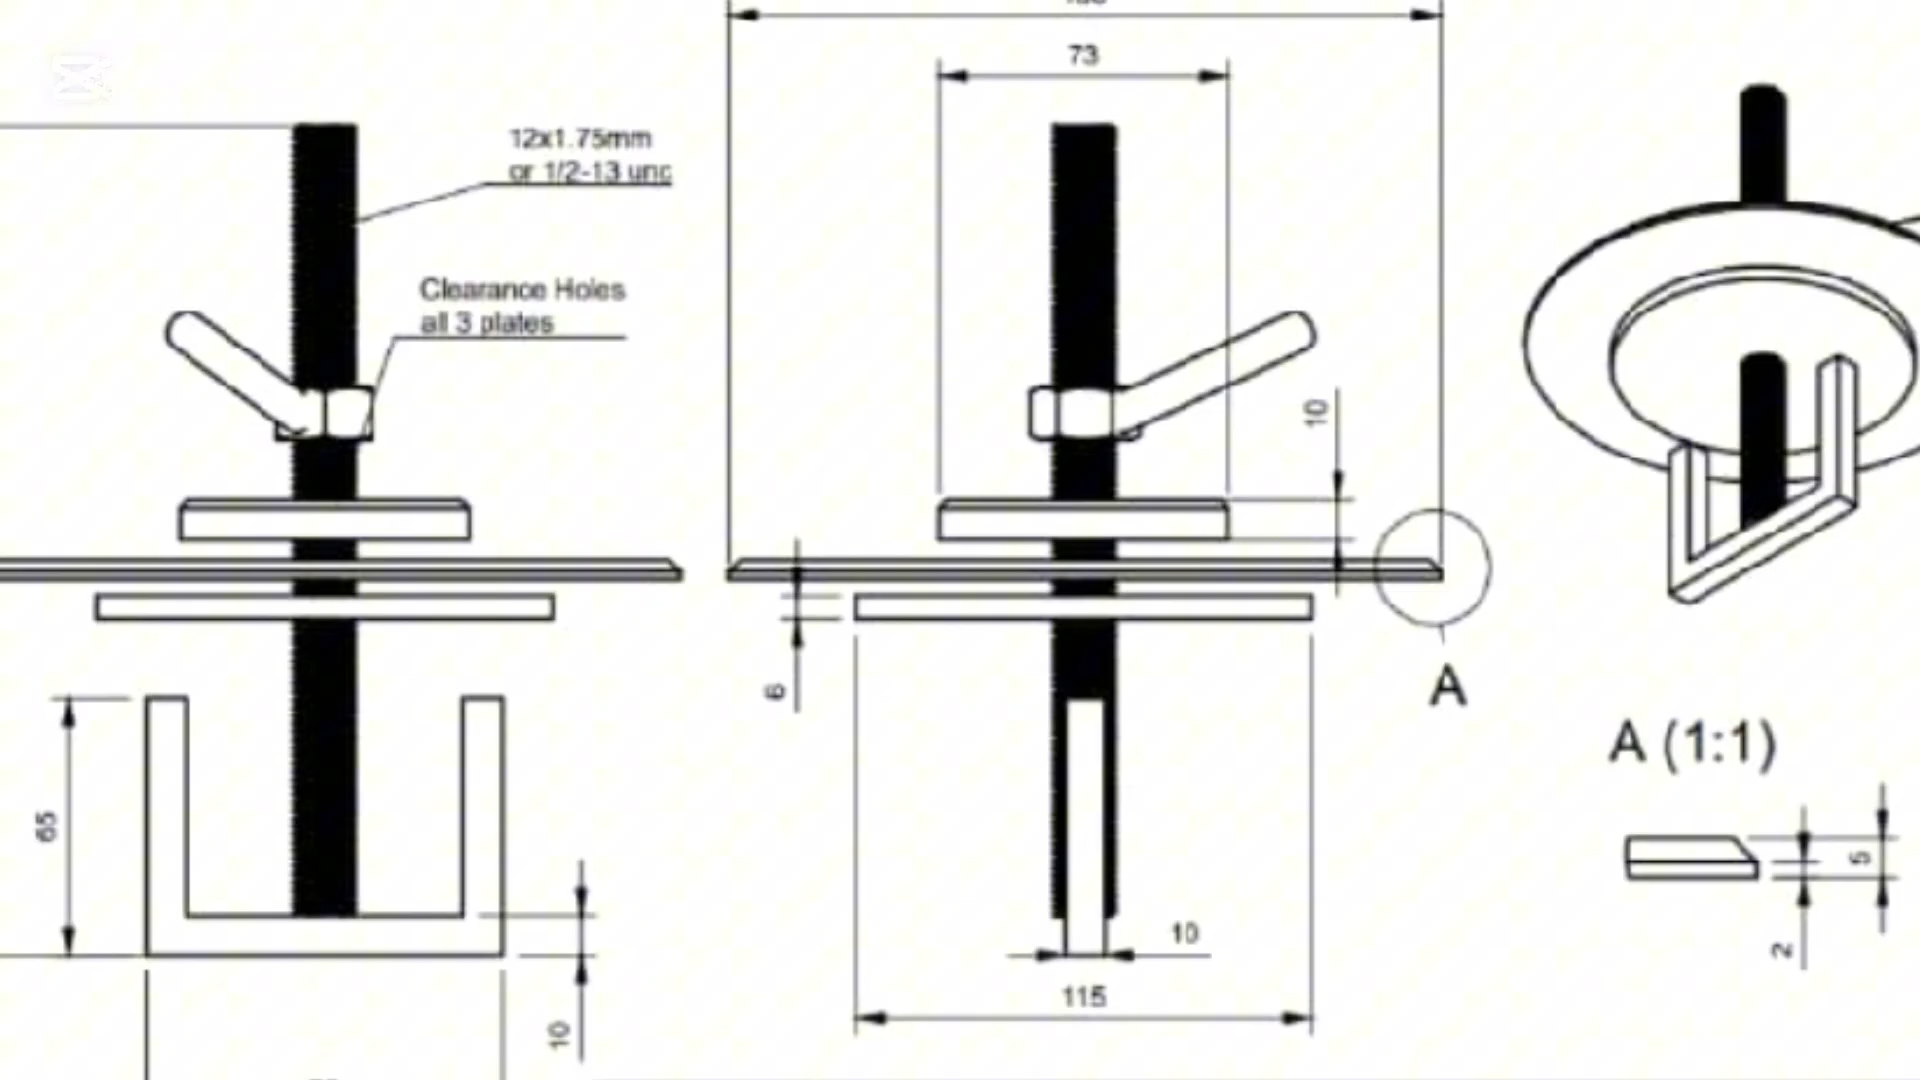 73
12x1.75mm
or 1/2-13 unc
Clearance Holes
all 3 plates
10
6
A
A (1:1)
65
5
10
2
115
10